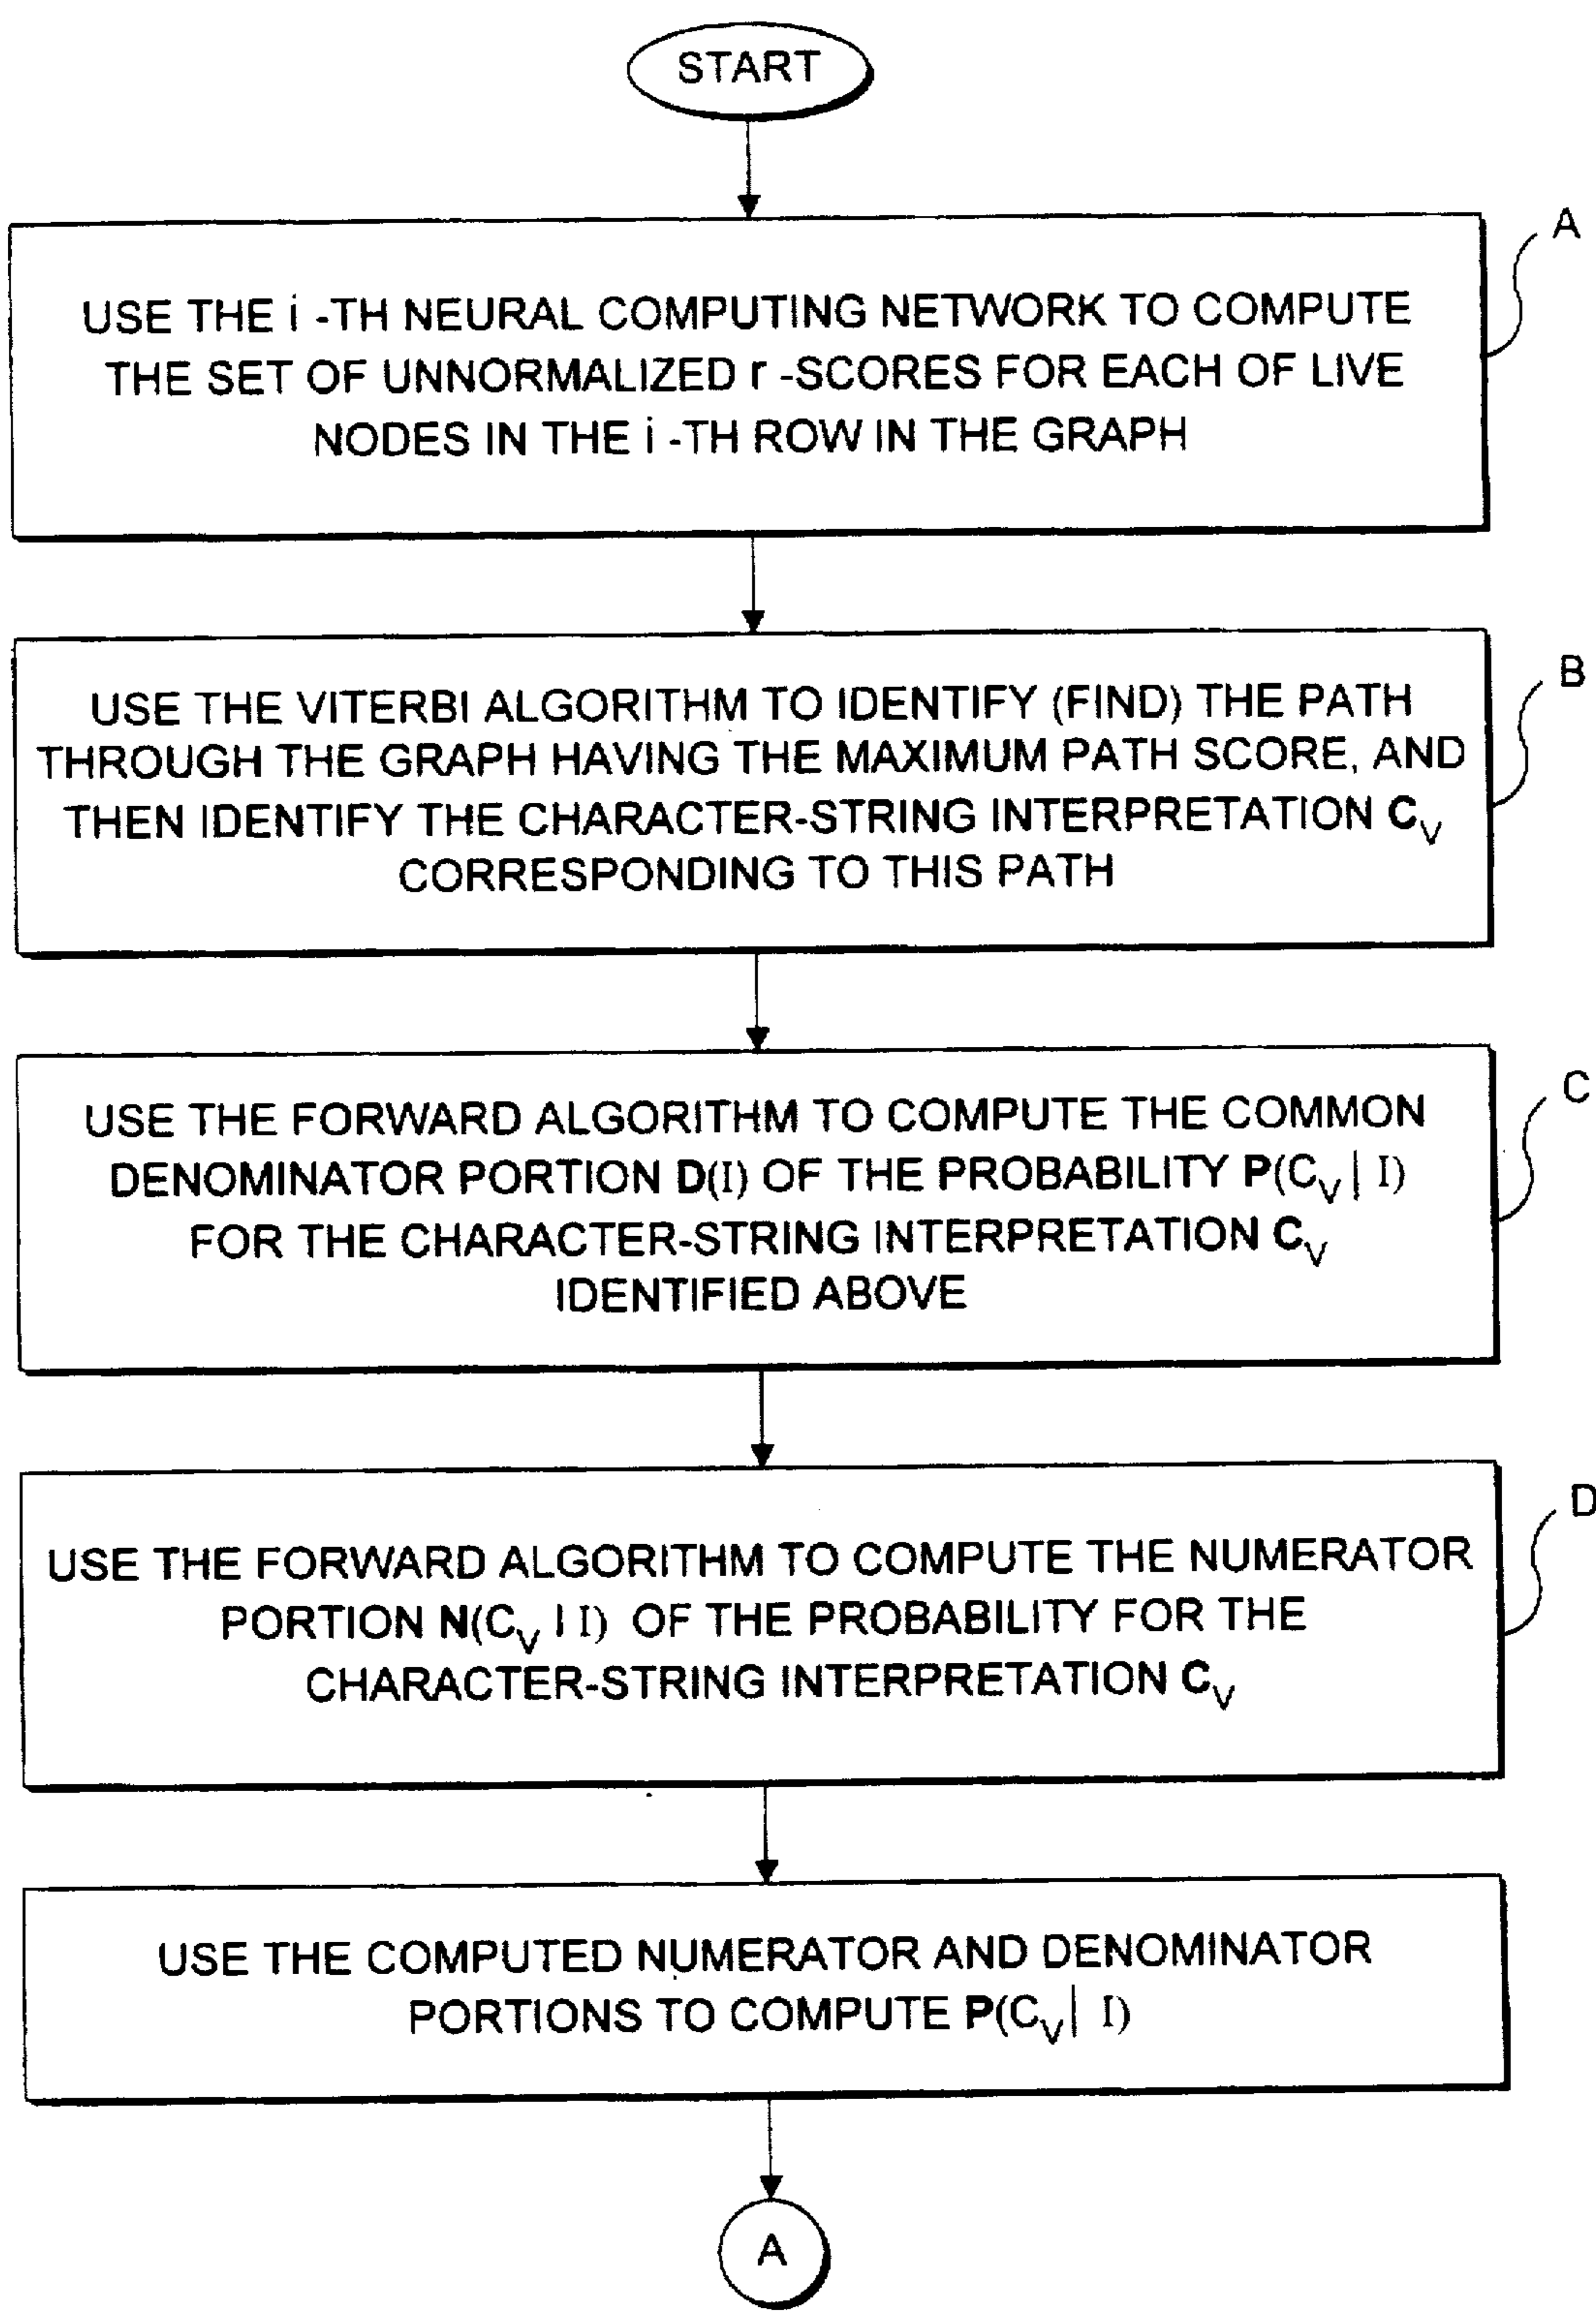 START
A
USE THE i -TH NEURAL COMPUTING NETWORK TO COMPUTE
THE SET OF UNNORMALIZED r -SCORES FOR EACH OF LIVE
NODES IN THE i -TH ROW IN THE GRAPH
B
USE THE VITERBI ALGORITHM TO IDENTIFY (FIND) THE PATH
THROUGH THE GRAPH HAVING THE MAXIMUM PATH SCORE, AND
THEN IDENTIFY THE CHARACTER-STRING INTERPRETATION CV
CORRESPONDING TO THIS PATH
C
USE THE FORWARD ALGORITHM TO COMPUTE THE COMMON
DENOMINATOR PORTION D(I) OF THE PROBABILITY P(CV | I)
FOR THE CHARACTER-STRING INTERPRETATION CV
IDENTIFIED ABOVE
D
USE THE FORWARD ALGORITHM TO COMPUTE THE NUMERATOR
PORTION N(CV | I) OF THE PROBABILITY FOR THE
CHARACTER-STRING INTERPRETATION CV
USE THE COMPUTED NUMERATOR AND DENOMINATOR
PORTIONS TO COMPUTE P(CV | I)
A